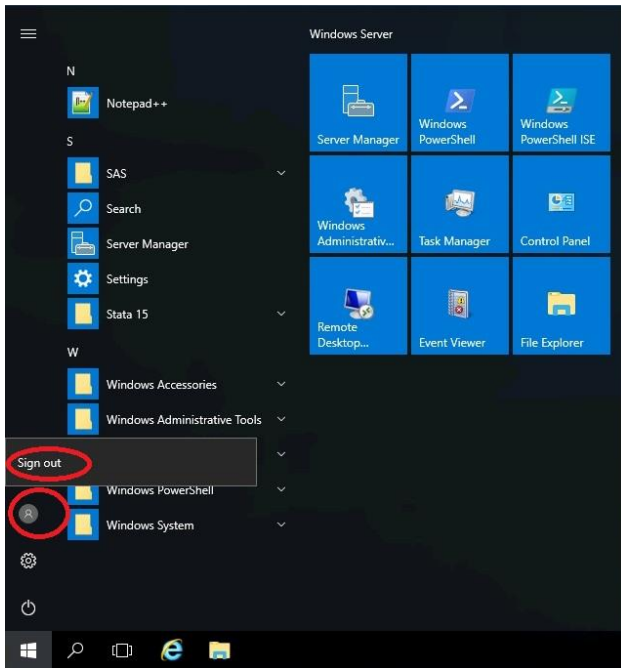 Windows Server
N
Notepad++
S
SAS
Search
Server Manager
Settings
Stata 15
W
Windows Accessories
Windows Administrative Tools
Sign out
Windows PowerShell
Windows System
Server Manager
Windows
PowerShell
Windows
PowerShell ISE
Windows
Administrativ...
Task Manager
Control Panel
Remote
Desktop...
Event Viewer
File Explorer